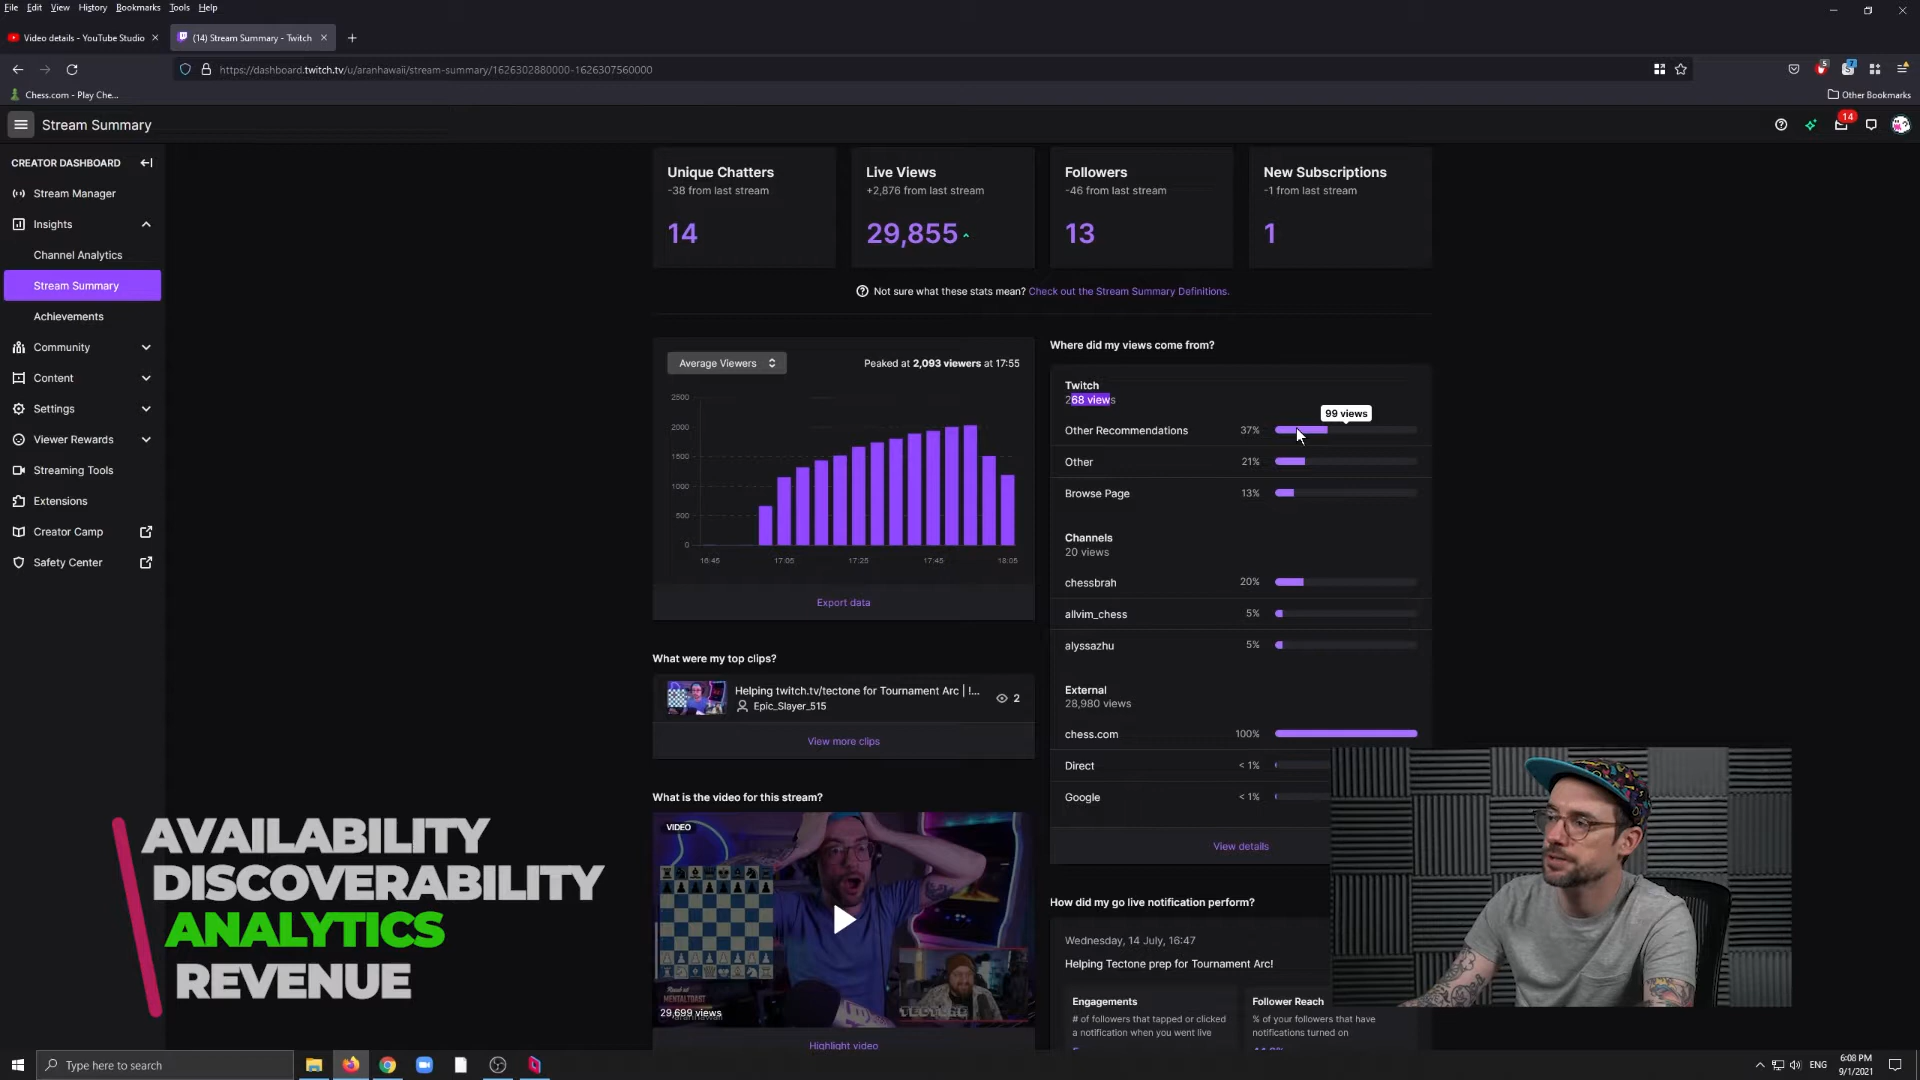 File Edit View History Bookmarks Tools Help
Video details - YouTube Studio
(14) Stream Summary - Twitch
https://dashboard.twitch.tv/u/aranhawaii/stream-summary/1626302880000-1626307560000
5
7
Chess.com - Play Che...
Other Bookmarks
Stream Summary
14
CREATOR DASHBOARD
Stream Manager
Insights
Channel Analytics
Stream Summary
Achievements
Community
Content
Settings
Viewer Rewards
Streaming Tools
Extensions
Creator Camp
Safety Center
Unique Chatters
-38 from last stream
14
Live Views
+2,876 from last stream
29,855
Followers
-46 from last stream
13
New Subscriptions
-1 from last stream
1
Not sure what these stats mean? Check out the Stream Summary Definitions.
Average Viewers
Peaked at 2,093 viewers at 17:55
2500
2000
1500
1000
500
0
16:45 17:05 17:25 17:45 18:05
Export data
What were my top clips?
Helping twitch.tv/tectone for Tournament Arc | !...
Epic_Slayer_515
2
View more clips
What is the video for this stream?
VIDEO
29,699 views
Highlight video
Where did my views come from?
Twitch
268 views
99 views
Other Recommendations 37%
Other 21%
Browse Page 13%
Channels
20 views
chessbrah 20%
allvim_chess 5%
alyssazhu 5%
External
28,980 views
chess.com 100%
Direct < 1%
Google < 1%
View details
How did my go live notification perform?
Wednesday, 14 July, 16:47
Helping Tectone prep for Tournament Arc!
Engagements
# of followers that tapped or clicked
a notification when you went live
Follower Reach
% of your followers that have
notifications turned on
AVAILABILITY
DISCOVERABILITY
ANALYTICS
REVENUE
Type here to search
ENG
6:08 PM
9/1/2021